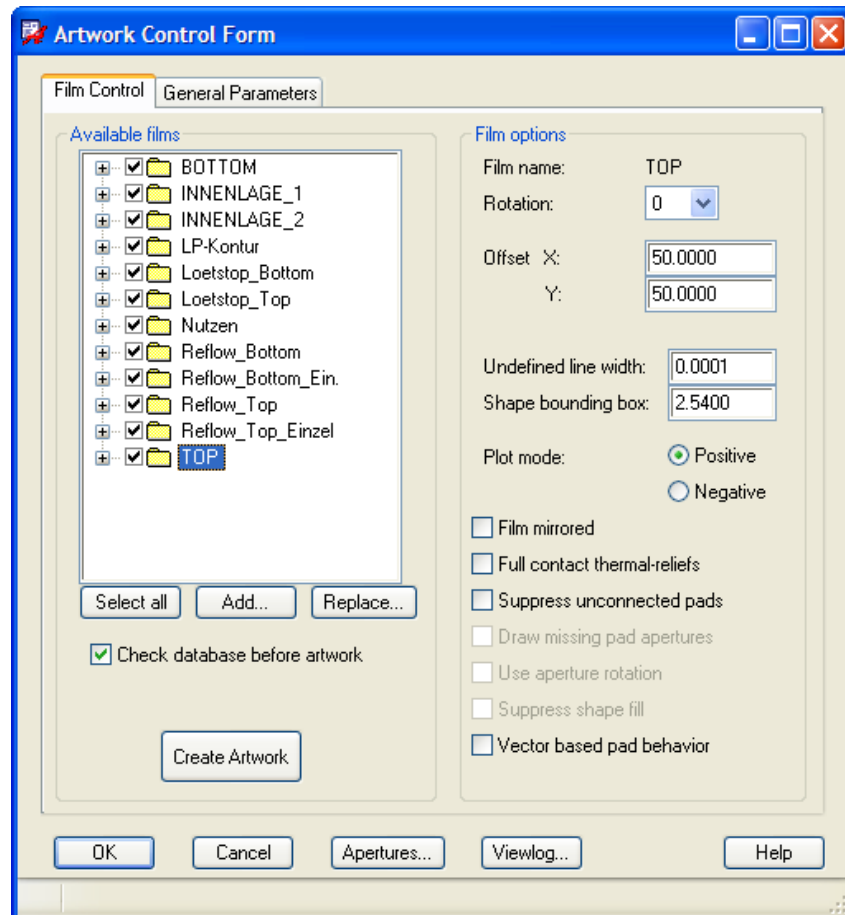 Artwork Control Form
Film Control General Parameters
Available films
BOTTOM
INNENLAGE_1
INNENLAGE_2
LP-Kontur
Loetstop_Bottom
Loetstop_Top
Nutzen
Reflow_Bottom
Reflow_Bottom_Ein.
Reflow_Top
Reflow_Top_Einzel
TOP
Select all Add... Replace...
Check database before artwork
Create Artwork
Film options
Film name: TOP
Rotation: 0
Offset X: 50.0000
Y: 50.0000
Undefined line width: 0.0001
Shape bounding box: 2.5400
Plot mode: Positive
Negative
Film mirrored
Full contact thermal-reliefs
Suppress unconnected pads
Draw missing pad apertures
Use aperture rotation
Suppress shape fill
Vector based pad behavior
OK Cancel Apertures... Viewlog... Help